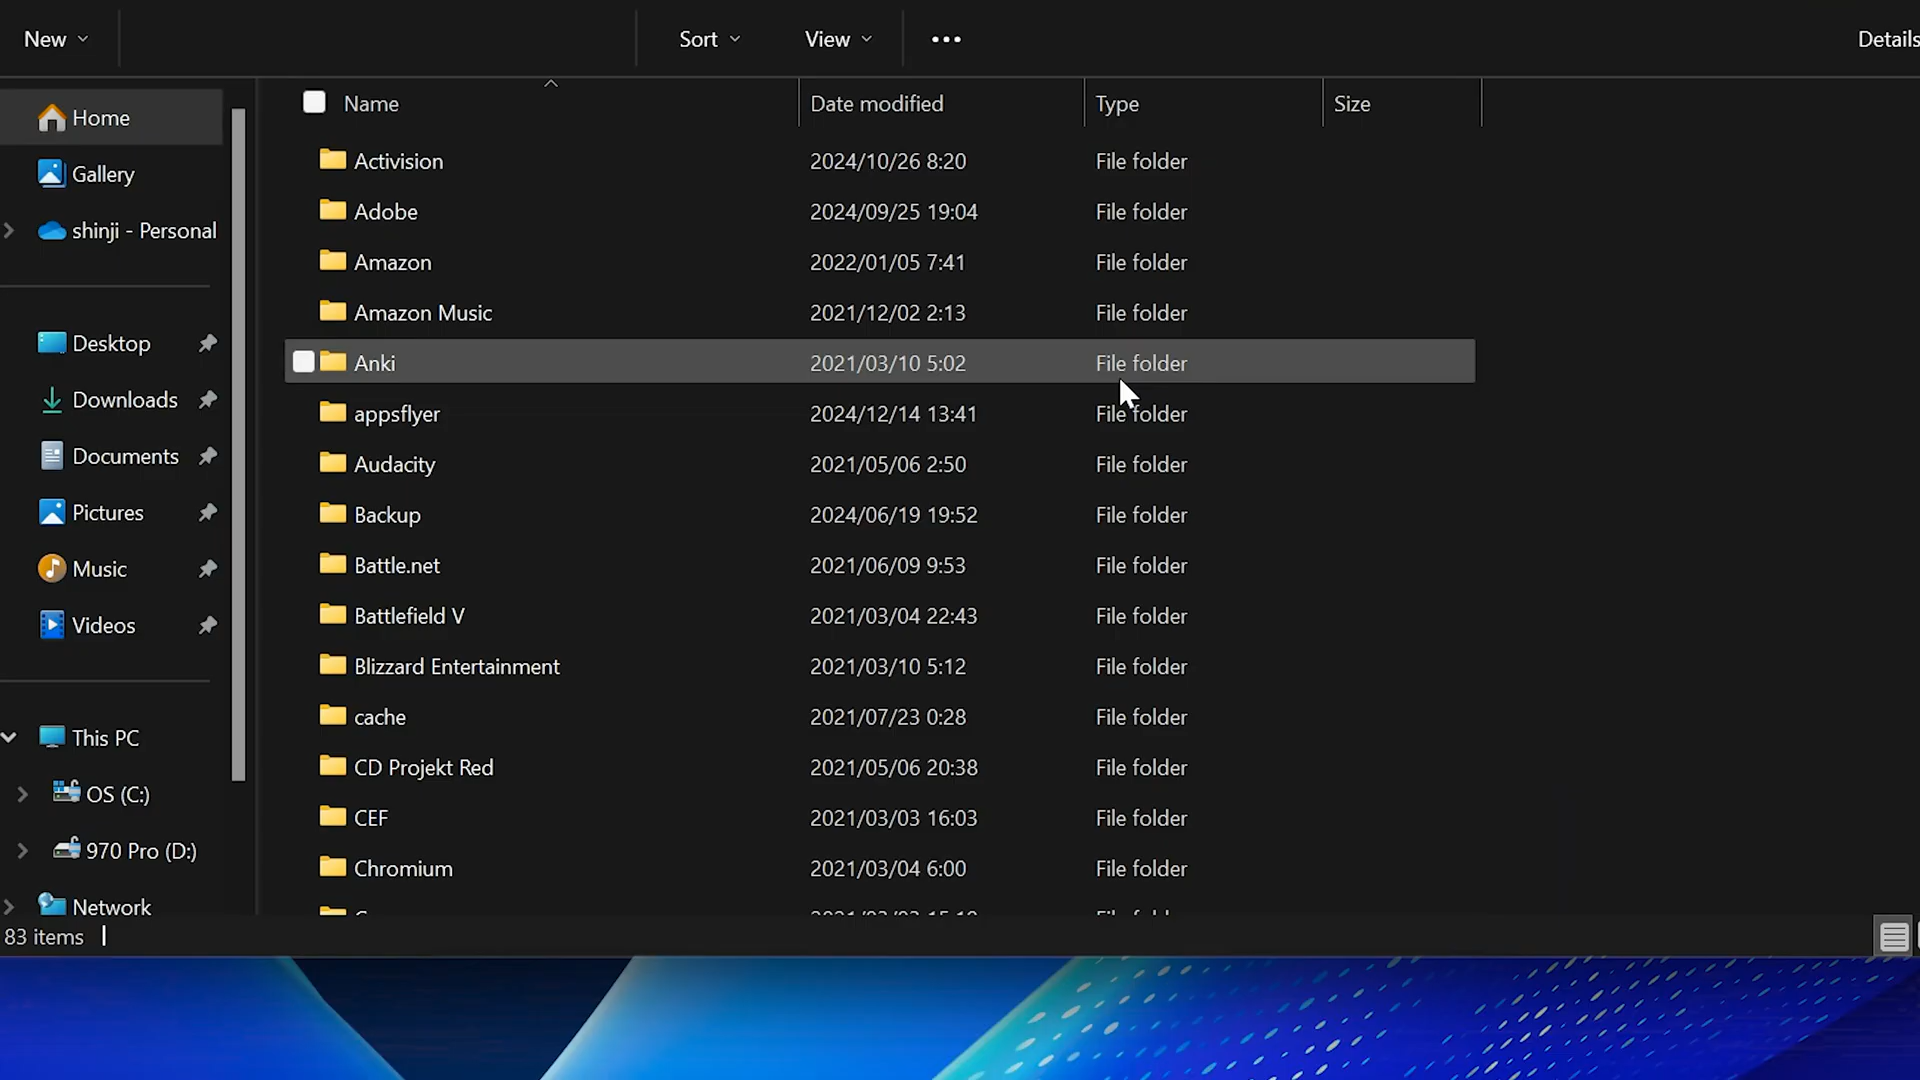 New
Sort
View
Details
Home
Gallery
shinji - Personal
Desktop
Downloads
Documents
Pictures
Music
Videos
This PC
OS (C:)
970 Pro (D:)
Network
Name Date modified Type Size
Activision 2024/10/26 8:20 File folder
Adobe 2024/09/25 19:04 File folder
Amazon 2022/01/05 7:41 File folder
Amazon Music 2021/12/02 2:13 File folder
Anki 2021/03/10 5:02 File folder
appsflyer 2024/12/14 13:41 File folder
Audacity 2021/05/06 2:50 File folder
Backup 2024/06/19 19:52 File folder
Battle.net 2021/06/09 9:53 File folder
Battlefield V 2021/03/04 22:43 File folder
Blizzard Entertainment 2021/03/10 5:12 File folder
cache 2021/07/23 0:28 File folder
CD Projekt Red 2021/05/06 20:38 File folder
CEF 2021/03/03 16:03 File folder
Chromium 2021/03/04 6:00 File folder
83 items